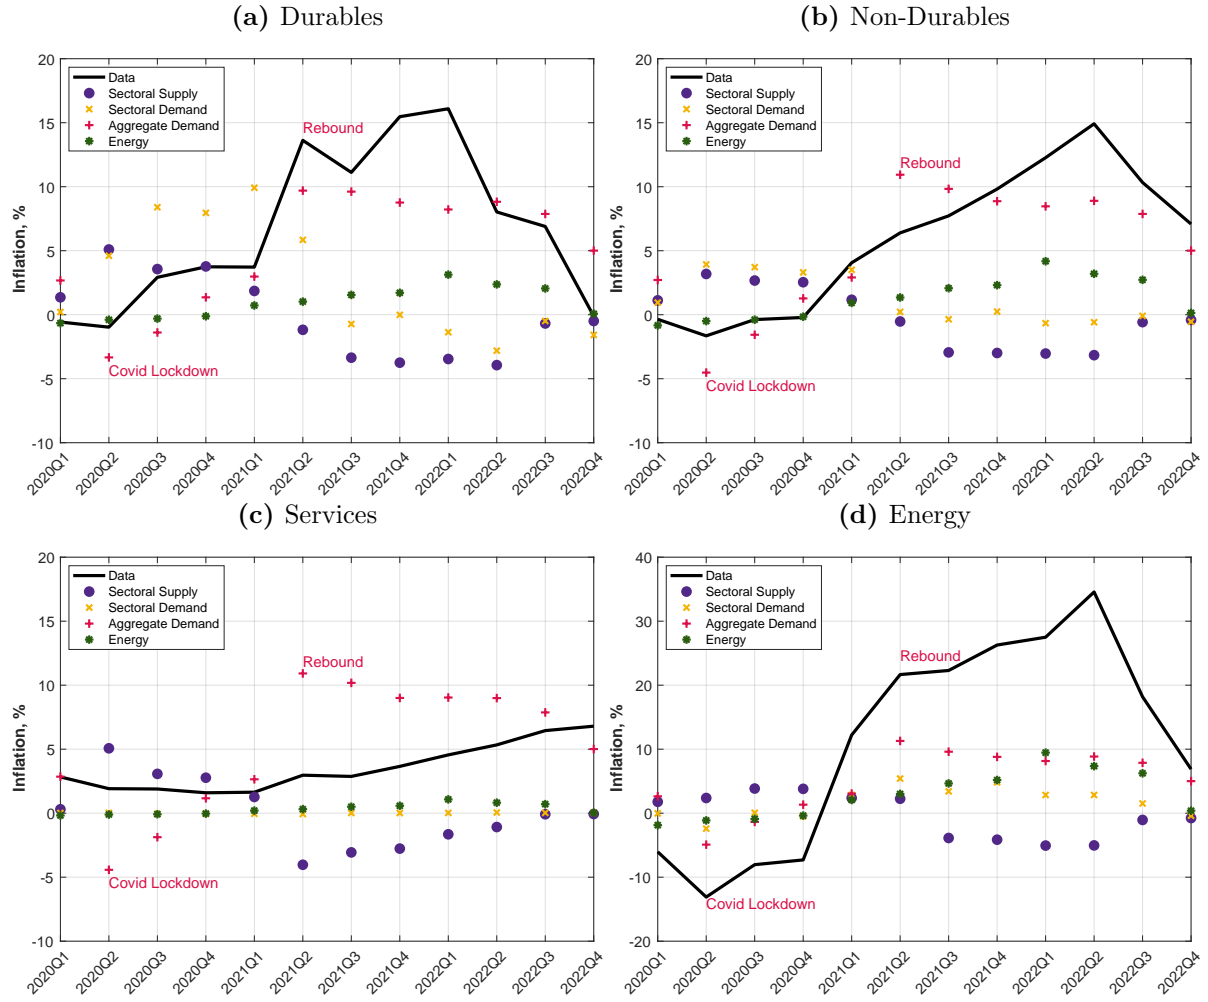 (a) Durables
20
15
10
5
0
-5
-10
Inflation, %
Data
Sectoral Supply
Sectoral Demand
Aggregate Demand
Energy
Rebound
Covid Lockdown
2020Q1
2020Q2
2020Q3
2020Q4
2021Q1
2021Q2
2021Q3
2021Q4
2022Q1
2022Q2
2022Q3
2022Q4
(b) Non-Durables
20
15
10
5
0
-5
-10
Inflation, %
Data
Sectoral Supply
Sectoral Demand
Aggregate Demand
Energy
Rebound
Covid Lockdown
2020Q1
2020Q2
2020Q3
2020Q4
2021Q1
2021Q2
2021Q3
2021Q4
2022Q1
2022Q2
2022Q3
2022Q4
(c) Services
20
15
10
5
0
-5
-10
Inflation, %
Data
Sectoral Supply
Sectoral Demand
Aggregate Demand
Energy
Rebound
Covid Lockdown
2020Q1
2020Q2
2020Q3
2020Q4
2021Q1
2021Q2
2021Q3
2021Q4
2022Q1
2022Q2
2022Q3
2022Q4
(d) Energy
40
30
20
10
0
-10
-20
Inflation, %
Data
Sectoral Supply
Sectoral Demand
Aggregate Demand
Energy
Rebound
Covid Lockdown
2020Q1
2020Q2
2020Q3
2020Q4
2021Q1
2021Q2
2021Q3
2021Q4
2022Q1
2022Q2
2022Q3
2022Q4